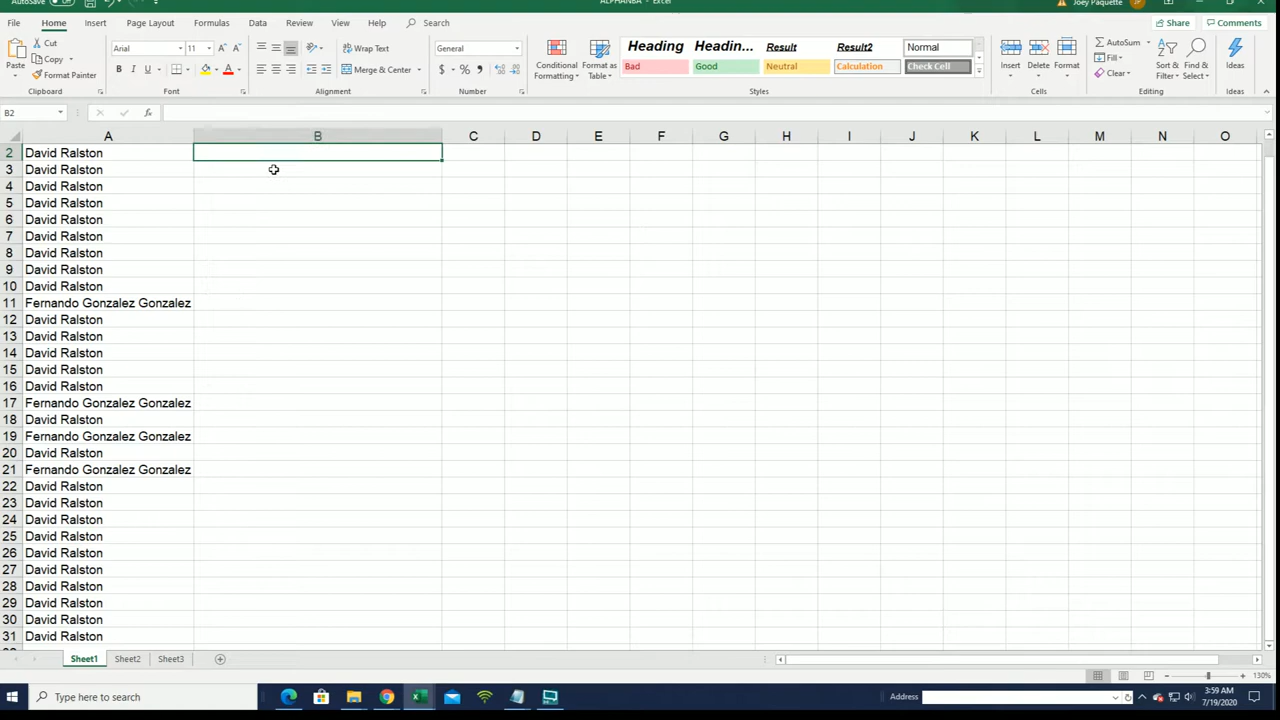 AutoSave Off ALPHANBA - Excel Joey Paquette JP
File Home Insert Page Layout Formulas Data Review View Help Search Share Comments
Paste Cut Copy Format Painter Clipboard
Arial 11 A A B I U A Font
Wrap Text Merge & Center Alignment
General $ % Number
Conditional Formatting Format as Table
Heading Headin... Result Result2 Normal
Bad Good Neutral Calculation Check Cell
Styles
Insert Delete Format Cells
AutoSum Fill Clear Sort & Filter Find & Select Editing
Ideas Ideas
B2 fx
A B C D E F G H I J K L M N O
2 David Ralston
3 David Ralston
4 David Ralston
5 David Ralston
6 David Ralston
7 David Ralston
8 David Ralston
9 David Ralston
10 David Ralston
11 Fernando Gonzalez Gonzalez
12 David Ralston
13 David Ralston
14 David Ralston
15 David Ralston
16 David Ralston
17 Fernando Gonzalez Gonzalez
18 David Ralston
19 Fernando Gonzalez Gonzalez
20 David Ralston
21 Fernando Gonzalez Gonzalez
22 David Ralston
23 David Ralston
24 David Ralston
25 David Ralston
26 David Ralston
27 David Ralston
28 David Ralston
29 David Ralston
30 David Ralston
31 David Ralston
Sheet1 Sheet2 Sheet3
130%
Type here to search Address 3:59 AM
7/19/2020